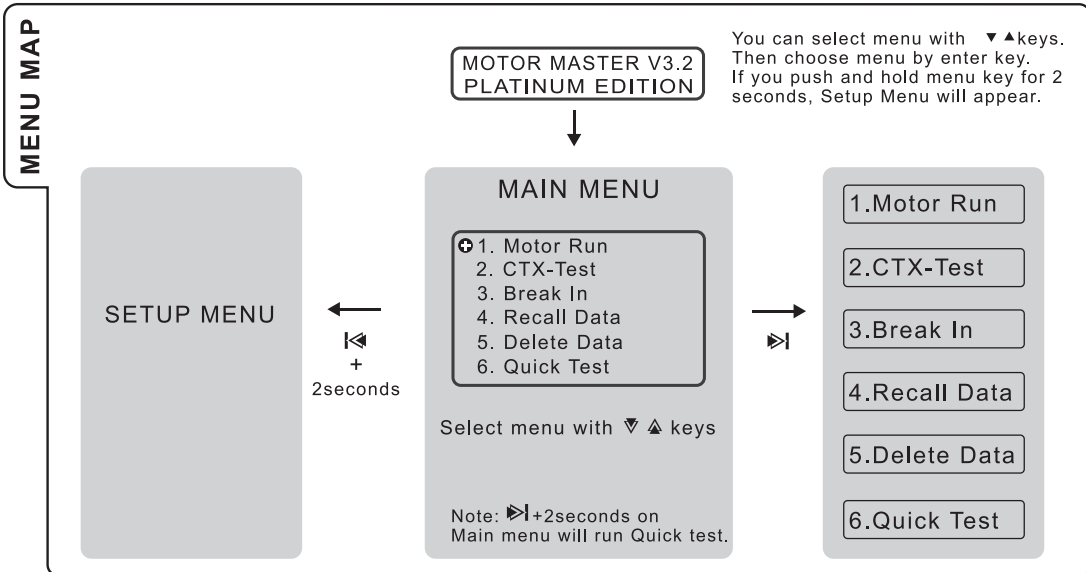 MENU MAP
MOTOR MASTER V3.2
PLATINUM EDITION
You can select menu with ▼▲keys.
Then choose menu by enter key.
If you push and hold menu key for 2
seconds, Setup Menu will appear.
SETUP MENU
+
2seconds
MAIN MENU
1. Motor Run
2. CTX-Test
3. Break In
4. Recall Data
5. Delete Data
6. Quick Test
Select menu with ▼ ▲ keys
Note: +2seconds on
Main menu will run Quick test.
1.Motor Run
2.CTX-Test
3.Break In
4.Recall Data
5.Delete Data
6.Quick Test